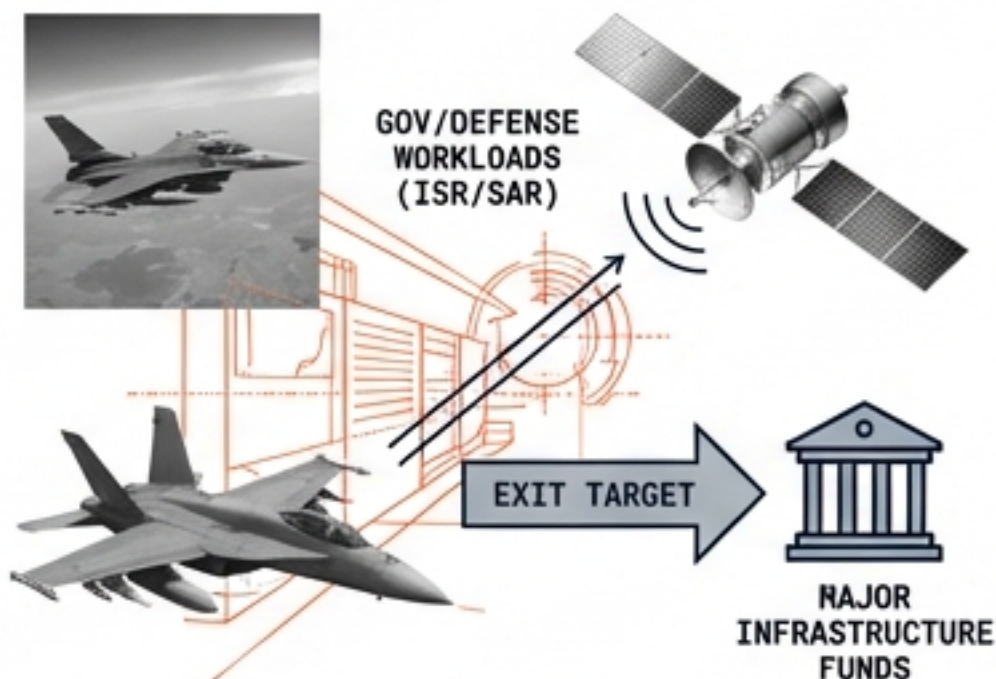 GOV/DEFENSE
WORKLOADS
(ISR/SAR)
EXIT TARGET
MAJOR
INFRASTRUCTURE
FUNDS